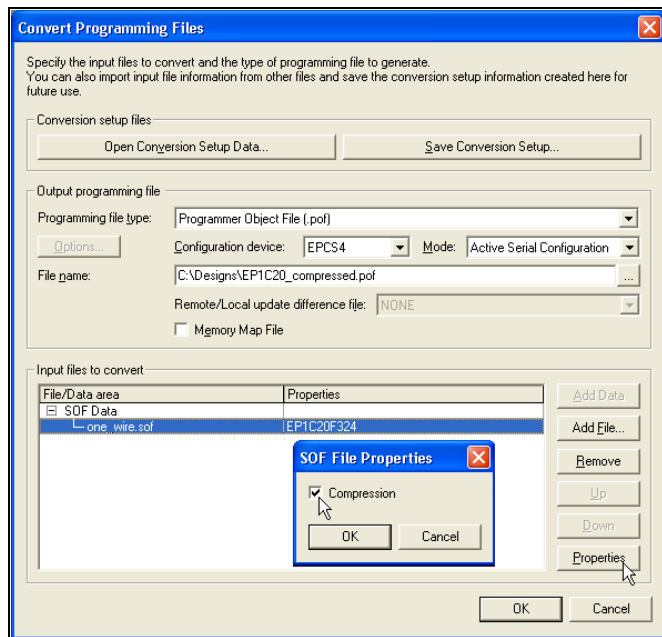 Convert Programming Files
Specify the input files to convert and the type of programming file to generate.
You can also import input file information from other files and save the conversion setup information created here for
future use.
Conversion setup files
Open Conversion Setup Data...
Save Conversion Setup...
Output programming file
Programming file type:
Programmer Object File (.pof)
Options...
Configuration device:
EPCS4
Mode:
Active Serial Configuration
File name:
C:\Designs\EP1C20_compressed.pof
...
Remote/Local update difference file:
NONE
Memory Map File
Input files to convert
File/Data area
Properties
SOF Data
one_wire.sof
EP1C20F324
Add Data
Add File...
Remove
Up
Down
Properties
SOF File Properties
Compression
OK
Cancel
OK
Cancel